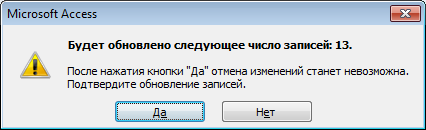 Microsoft Access
Будет обновлено следующее число записей: 13.
После нажатия кнопки "Да" отмена изменений станет невозможна.
Подтвердите обновление записей.
Да
Нет